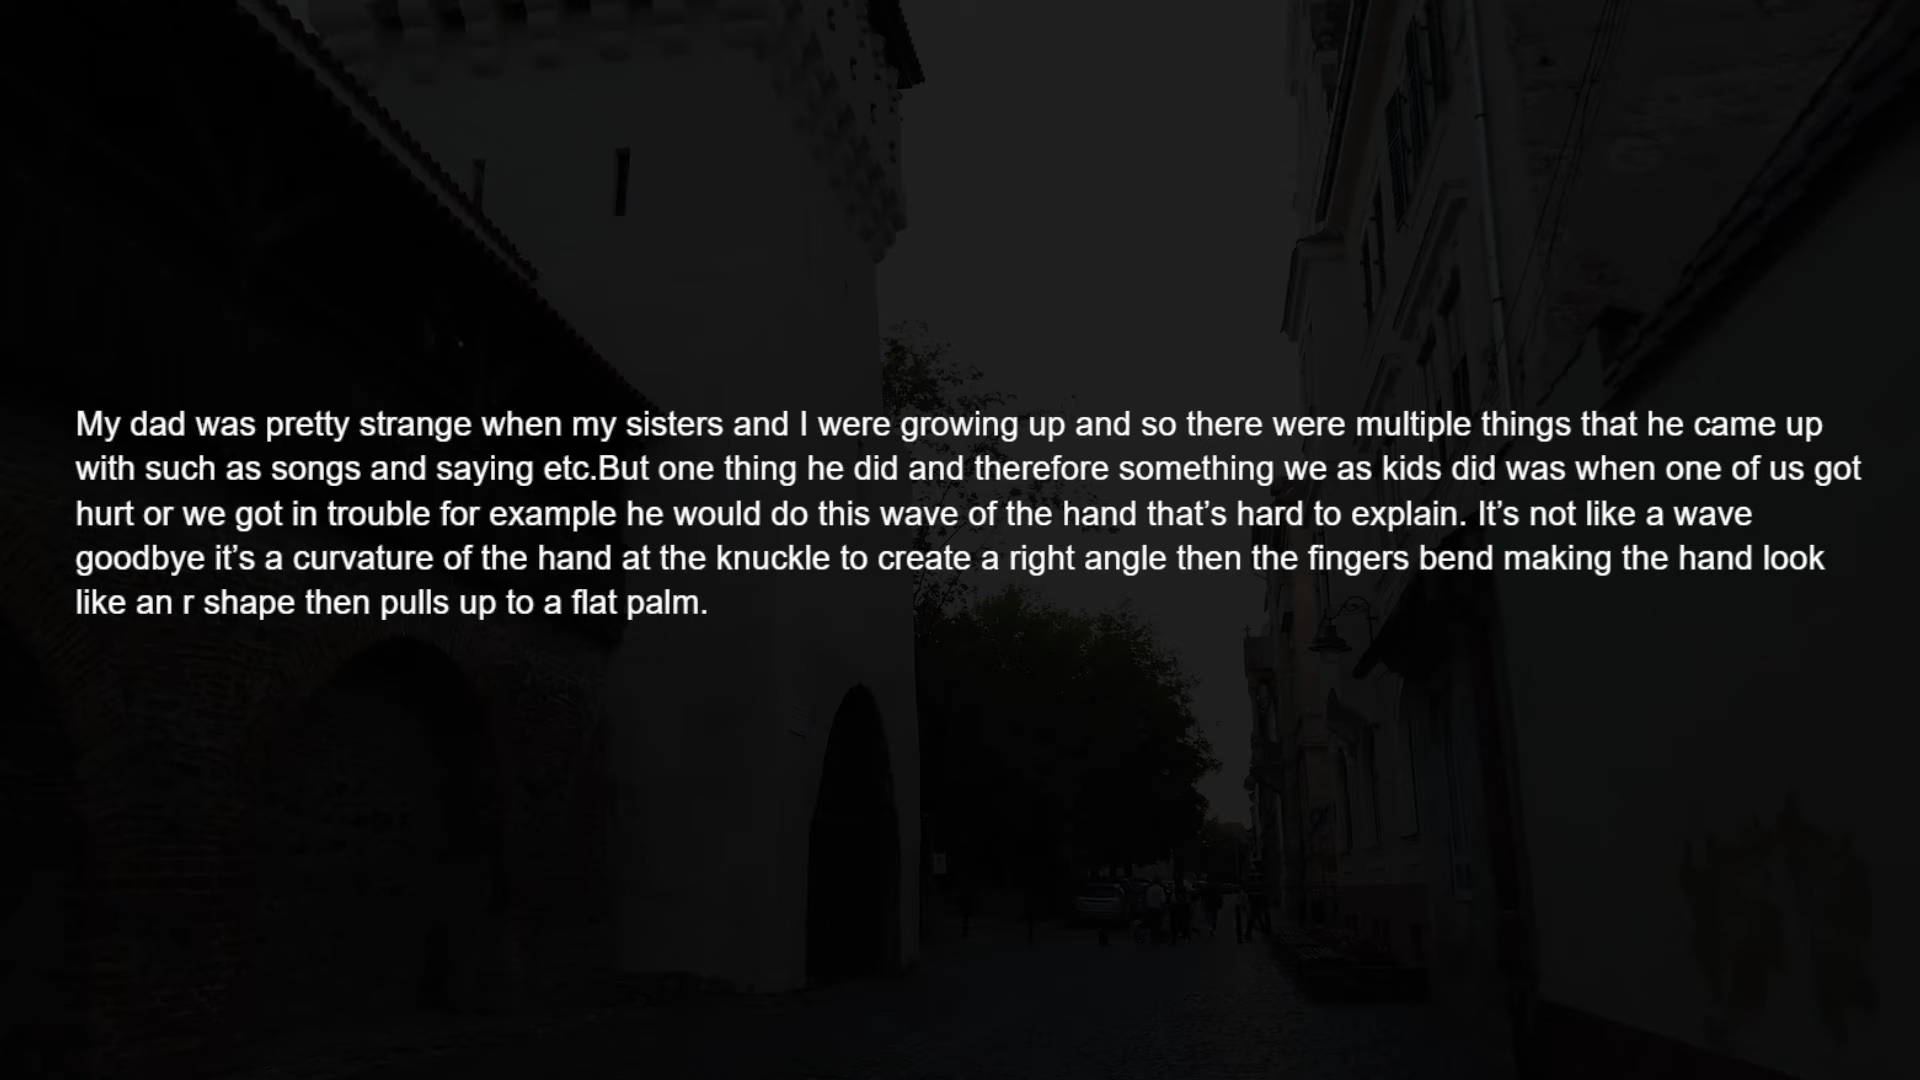 My dad was pretty strange when my sisters and I were growing up and so there were multiple things that he came up
with such as songs and saying etc.But one thing he did and therefore something we as kids did was when one of us got
hurt or we got in trouble for example he would do this wave of the hand that’s hard to explain. It’s not like a wave
goodbye it’s a curvature of the hand at the knuckle to create a right angle then the fingers bend making the hand look
like an r shape then pulls up to a flat palm.